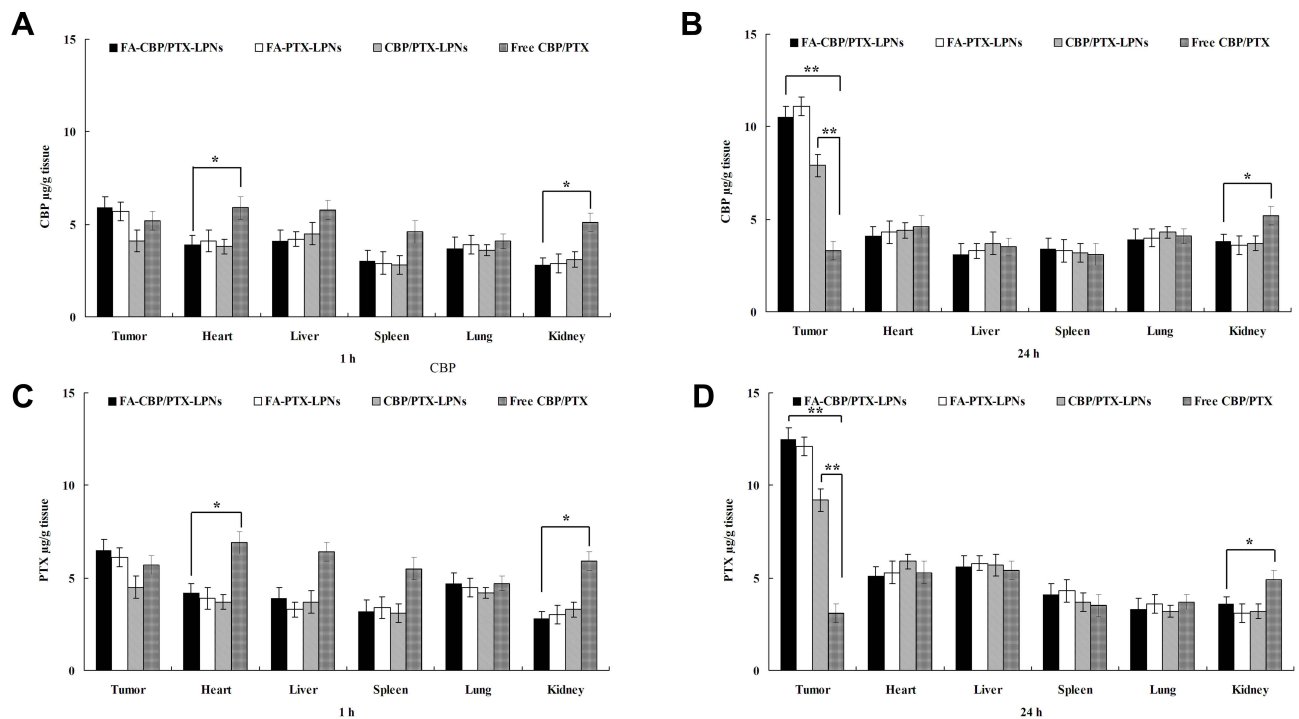 A
15
FA-CBP/PTX-LPNs FA-PTX-LPNs CBP/PTX-LPNs Free CBP/PTX
10
5
0
CBP µg/g tissue
* *
Tumor Heart Liver Spleen Lung Kidney
1 h
CBP
B
15
FA-CBP/PTX-LPNs FA-PTX-LPNs CBP/PTX-LPNs Free CBP/PTX
10
5
0
CBP µg/g tissue
** ** *
Tumor Heart Liver Spleen Lung Kidney
24 h
C
15
FA-CBP/PTX-LPNs FA-PTX-LPNs CBP/PTX-LPNs Free CBP/PTX
10
5
0
PTX µg/g tissue
* *
Tumor Heart Liver Spleen Lung Kidney
1 h
D
15
FA-CBP/PTX-LPNs FA-PTX-LPNs CBP/PTX-LPNs Free CBP/PTX
10
5
0
PTX µg/g tissue
** ** *
Tumor Heart Liver Spleen Lung Kidney
24 h